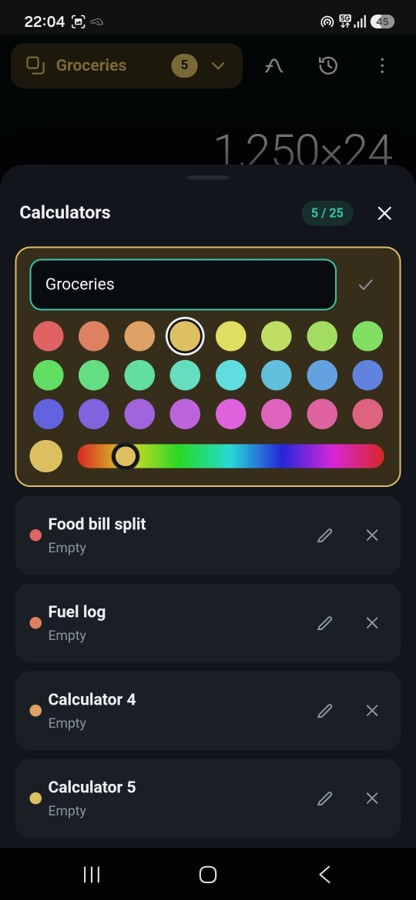 22:04
5G
45
Groceries
5
1,250×24
Calculators
5 / 25
Groceries
Food bill split
Empty
Fuel log
Empty
Calculator 4
Empty
Calculator 5
Empty